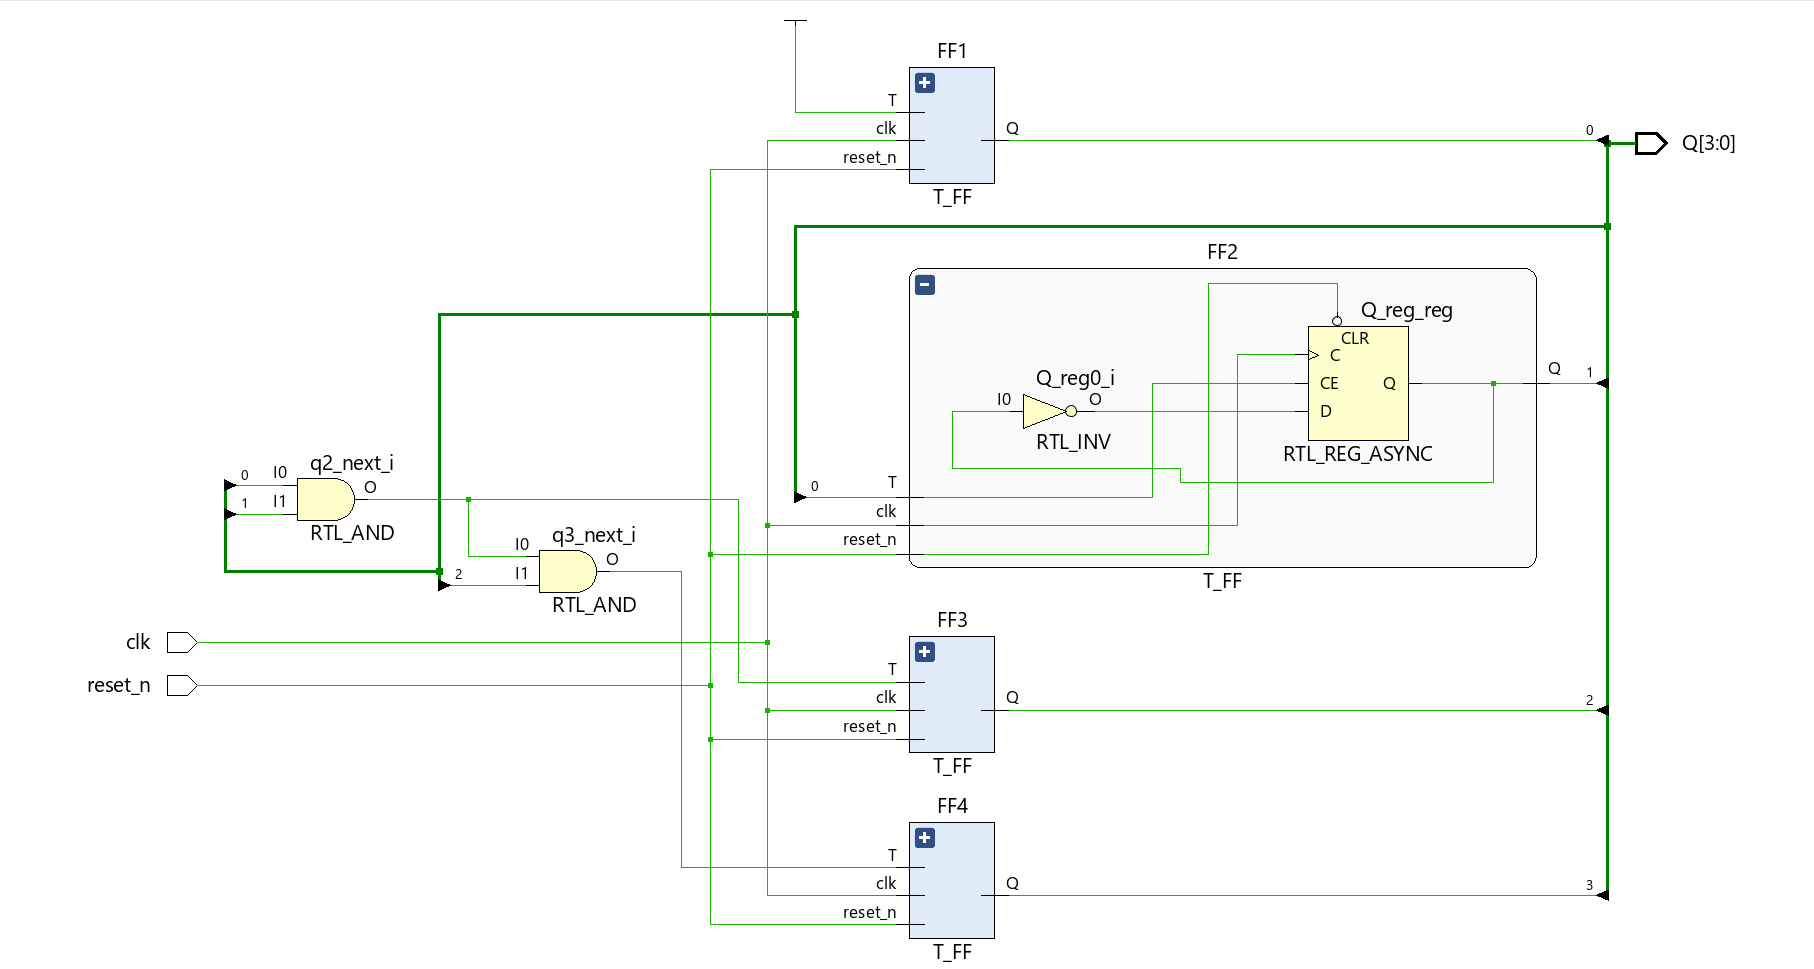 FF1
T
clk
reset_n
Q
T_FF
0
Q[3:0]
FF2
Q_reg_reg
CLR
C
CE
Q
D
RTL_REG_ASYNC
Q_reg0_i
I0
O
RTL_INV
Q
1
0
T
clk
reset_n
T_FF
q2_next_i
0
I0
1
I1
O
RTL_AND
q3_next_i
I0
2
I1
O
RTL_AND
clk
reset_n
FF3
T
clk
reset_n
Q
2
T_FF
FF4
T
clk
reset_n
Q
3
T_FF